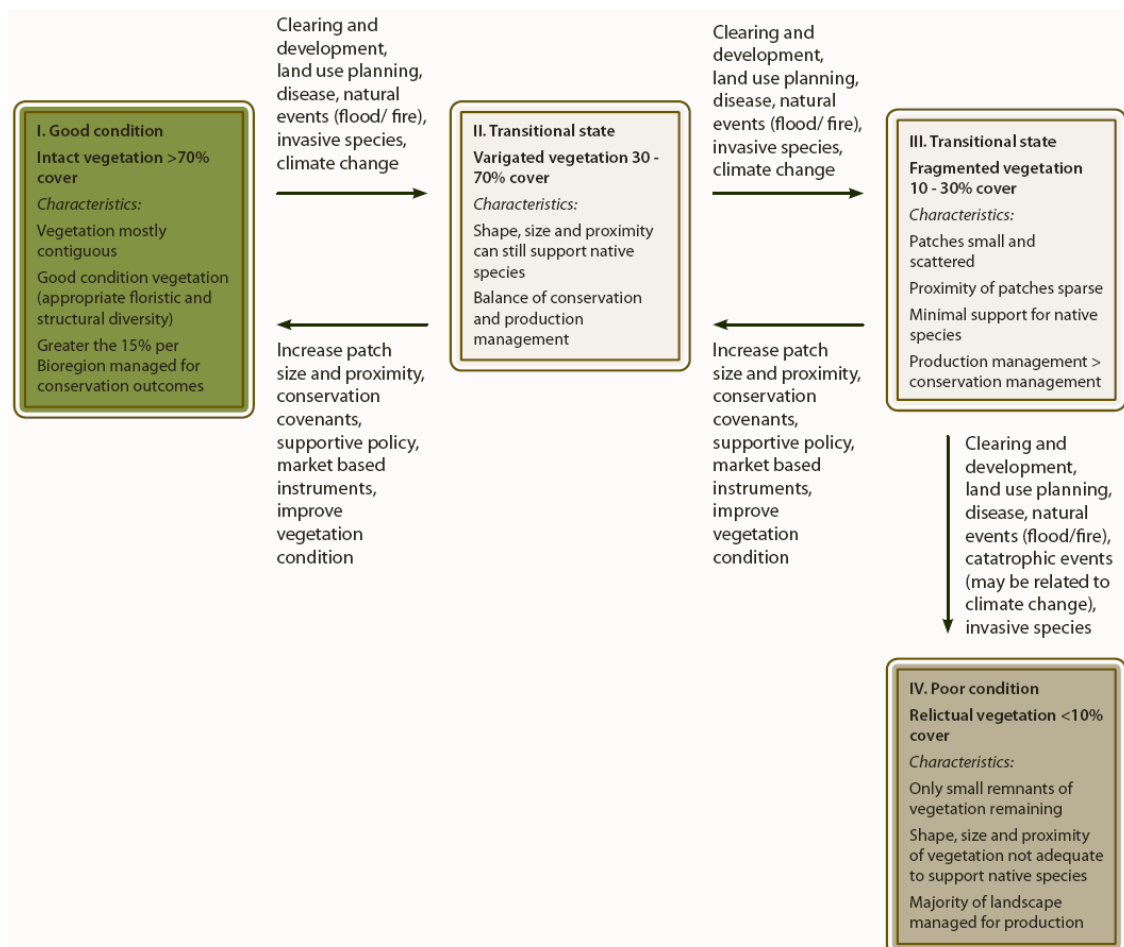 Clearing and
development,
land use planning,
disease, natural
events (flood/ fire),
invasive species,
climate change
Clearing and
development,
land use planning,
disease, natural
events (flood/ fire),
invasive species,
climate change
I. Good condition
Intact vegetation >70%
cover
Characteristics:
Vegetation mostly
contiguous
Good condition vegetation
(appropriate floristic and
structural diversity)
Greater the 15% per
Bioregion managed for
conservation outcomes
II. Transitional state
Varigated vegetation 30 -
70% cover
Characteristics:
Shape, size and proximity
can still support native
species
Balance of conservation
and production
management
III. Transitional state
Fragmented vegetation
10 - 30% cover
Characteristics:
Patches small and
scattered
Proximity of patches sparse
Minimal support for native
species
Production management >
conservation management
Increase patch
size and proximity,
conservation
covenants,
supportive policy,
market based
instruments,
improve
vegetation
condition
Increase patch
size and proximity,
conservation
covenants,
supportive policy,
market based
instruments,
improve
vegetation
condition
Clearing and
development,
land use planning,
disease, natural
events (flood/fire),
catatrophic events
(may be related to
climate change),
invasive species
IV. Poor condition
Relictual vegetation <10%
cover
Characteristics:
Only small remnants of
vegetation remaining
Shape, size and proximity
of vegetation not adequate
to support native species
Majority of landscape
managed for production